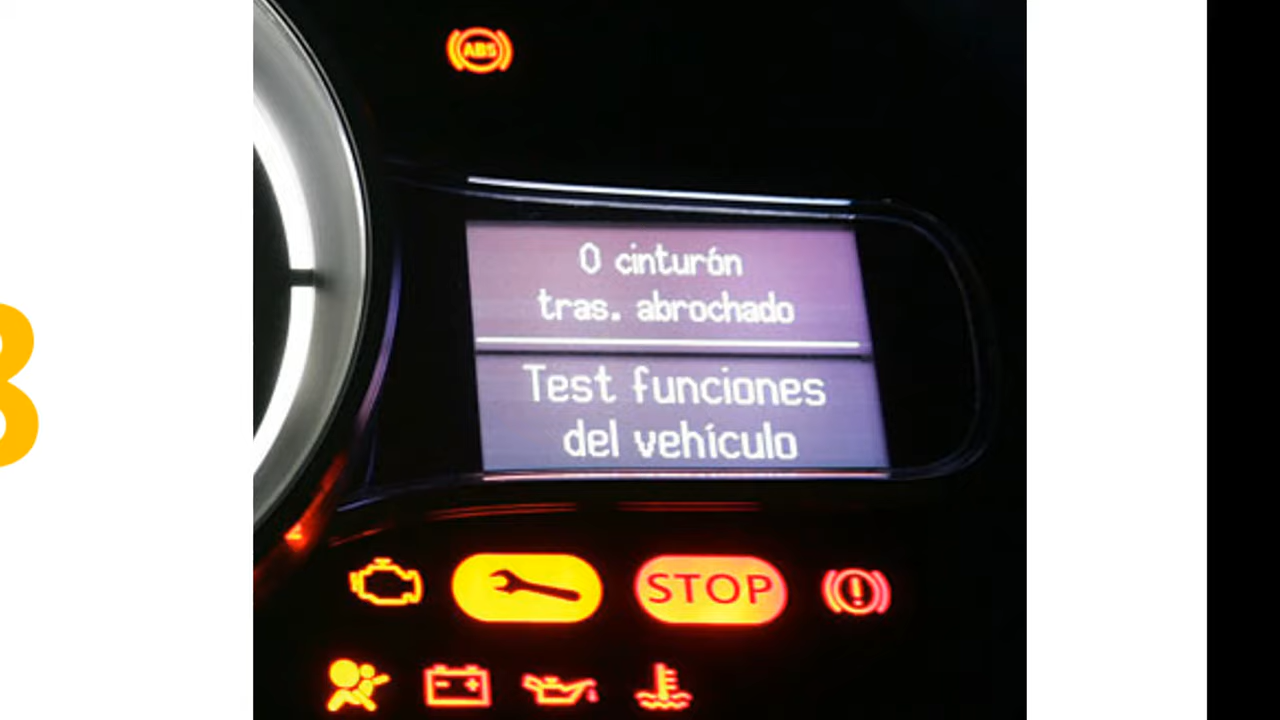 ABS
0 cinturón
tras. abrochado
Test funciones
del vehículo
STOP